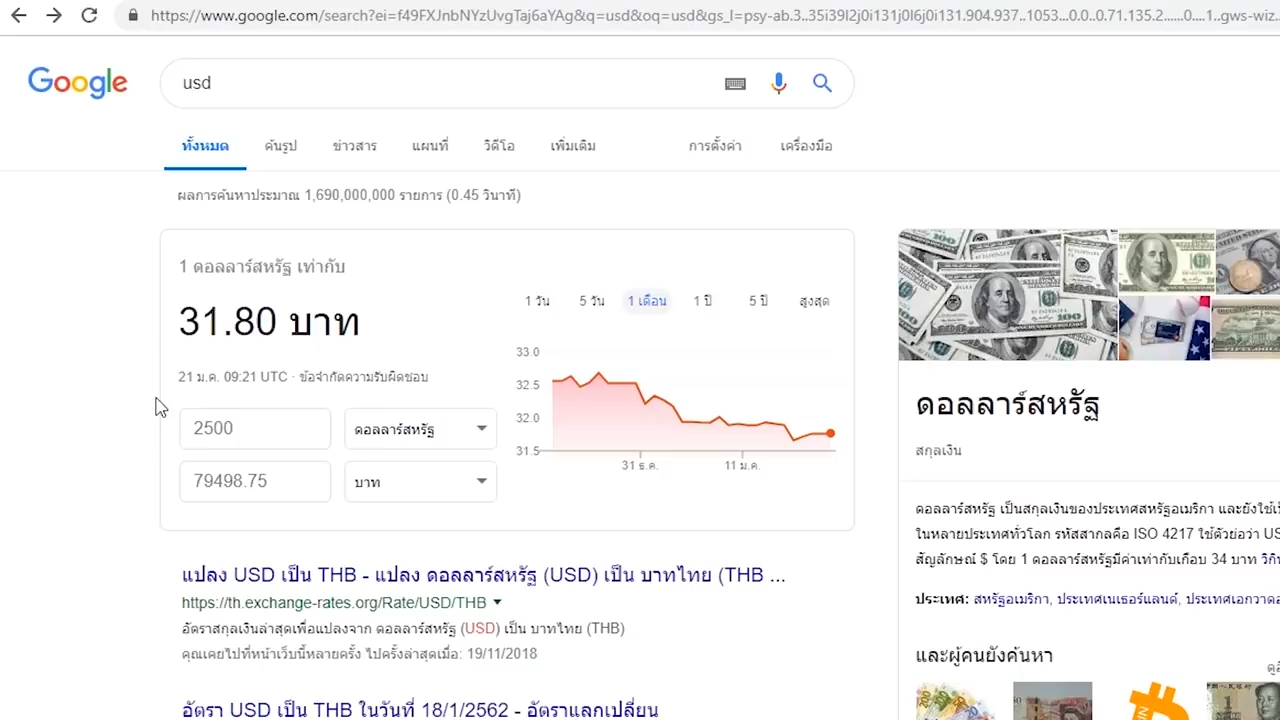 https://www.google.com/search?ei=f49FXJnbNYzUvgTaj6aYAg&q=usd&oq=usd&gs_l=psy-ab.3..35i39l2j0i131j0l6j0i131.904.937..1053...0.0..0.71.135.2......0....1..gws-wiz...
Google
usd
ทั้งหมด ค้นรูป ข่าวสาร แผนที่ วิดีโอ เพิ่มเติม การตั้งค่า เครื่องมือ
ผลการค้นหาประมาณ 1,690,000,000 รายการ (0.45 วินาที)
1 ดอลลาร์สหรัฐ เท่ากับ
31.80 บาท
21 ม.ค. 09:21 UTC · ข้อจำกัดความรับผิดชอบ
2500 ดอลลาร์สหรัฐ
79498.75 บาท
1 วัน 5 วัน 1 เดือน 1 ปี 5 ปี สูงสุด
33.0
32.5
32.0
31.5
31 ธ.ค. 11 ม.ค.
แปลง USD เป็น THB - แปลง ดอลลาร์สหรัฐ (USD) เป็น บาทไทย (THB ...
https://th.exchange-rates.org/Rate/USD/THB
อัตราสกุลเงินล่าสุดเพื่อแปลงจาก ดอลลาร์สหรัฐ (USD) เป็น บาทไทย (THB)
คุณเคยไปที่หน้าเว็บนี้หลายครั้ง ไปครั้งล่าสุดเมื่อ: 19/11/2018
อัตรา USD เป็น THB ในวันที่ 18/1/2562 - อัตราแลกเปลี่ยน
ดอลลาร์สหรัฐ
สกุลเงิน
ดอลลาร์สหรัฐ เป็นสกุลเงินของประเทศสหรัฐอเมริกา และยังใช้เป็
ในหลายประเทศทั่วโลก รหัสสากลคือ ISO 4217 ใช้ตัวย่อว่า US
สัญลักษณ์ $ โดย 1 ดอลลาร์สหรัฐมีค่าเท่ากับเกือบ 34 บาท วิกิ
ประเทศ: สหรัฐอเมริกา, ประเทศเนเธอร์แลนด์, ประเทศเอกวาดอ
และผู้คนยังค้นหา